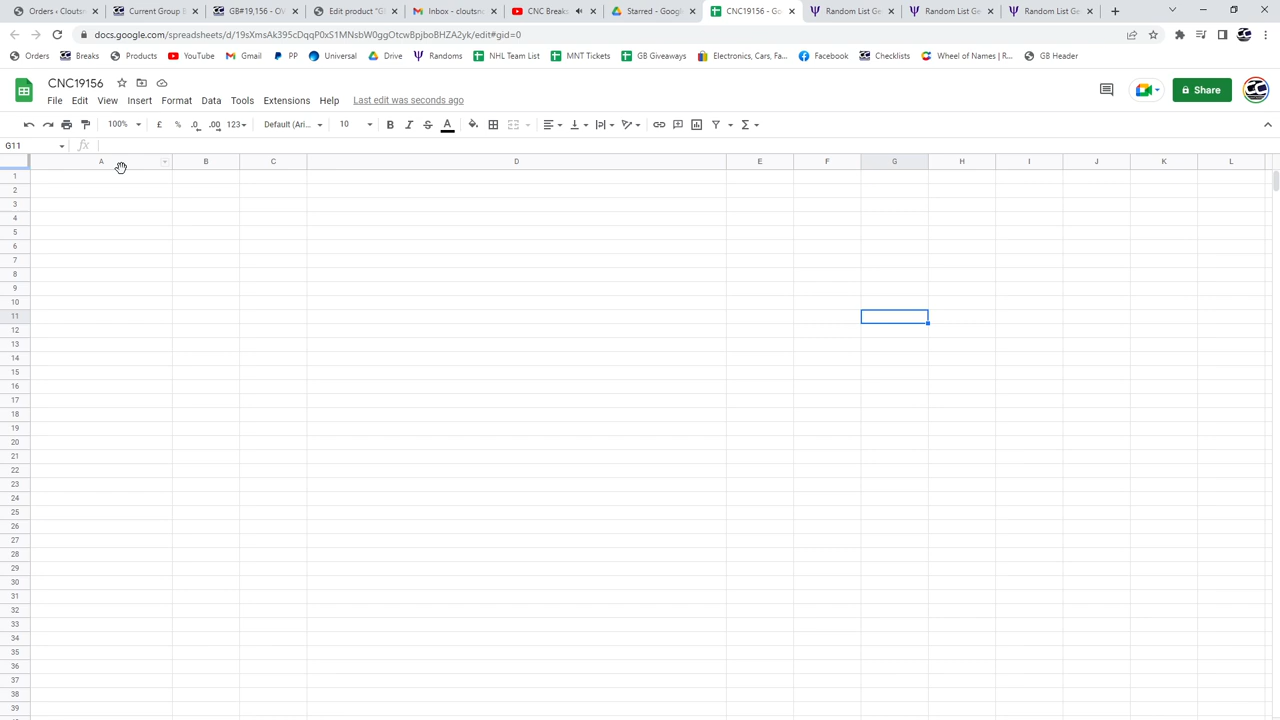 Orders · Cloutsn
Current Group E
GB#19,156 - CW
Edit product "G
Inbox - cloutsno
CNC Breaks
Starred - Google
CNC19156 - Go
Random List Ge
Random List Ge
Random List Ge
docs.google.com/spreadsheets/d/19sXmsAk395cDqqP0xS1MNsbW0ggOtcwBpjboBHZA2yk/edit#gid=0
Orders Breaks Products YouTube Gmail PP Universal Drive Randoms NHL Team List MNT Tickets GB Giveaways Electronics, Cars, Fa... Facebook Checklists Wheel of Names | R... GB Header
CNC19156
Share
File Edit View Insert Format Data Tools Extensions Help Last edit was seconds ago
100% £ % .0 .00 123 Default (Ari... 10 B I S A Σ
G11 fx
A B C D E F G H I J K L
1
2
3
4
5
6
7
8
9
10
11
12
13
14
15
16
17
18
19
20
21
22
23
24
25
26
27
28
29
30
31
32
33
34
35
36
37
38
39